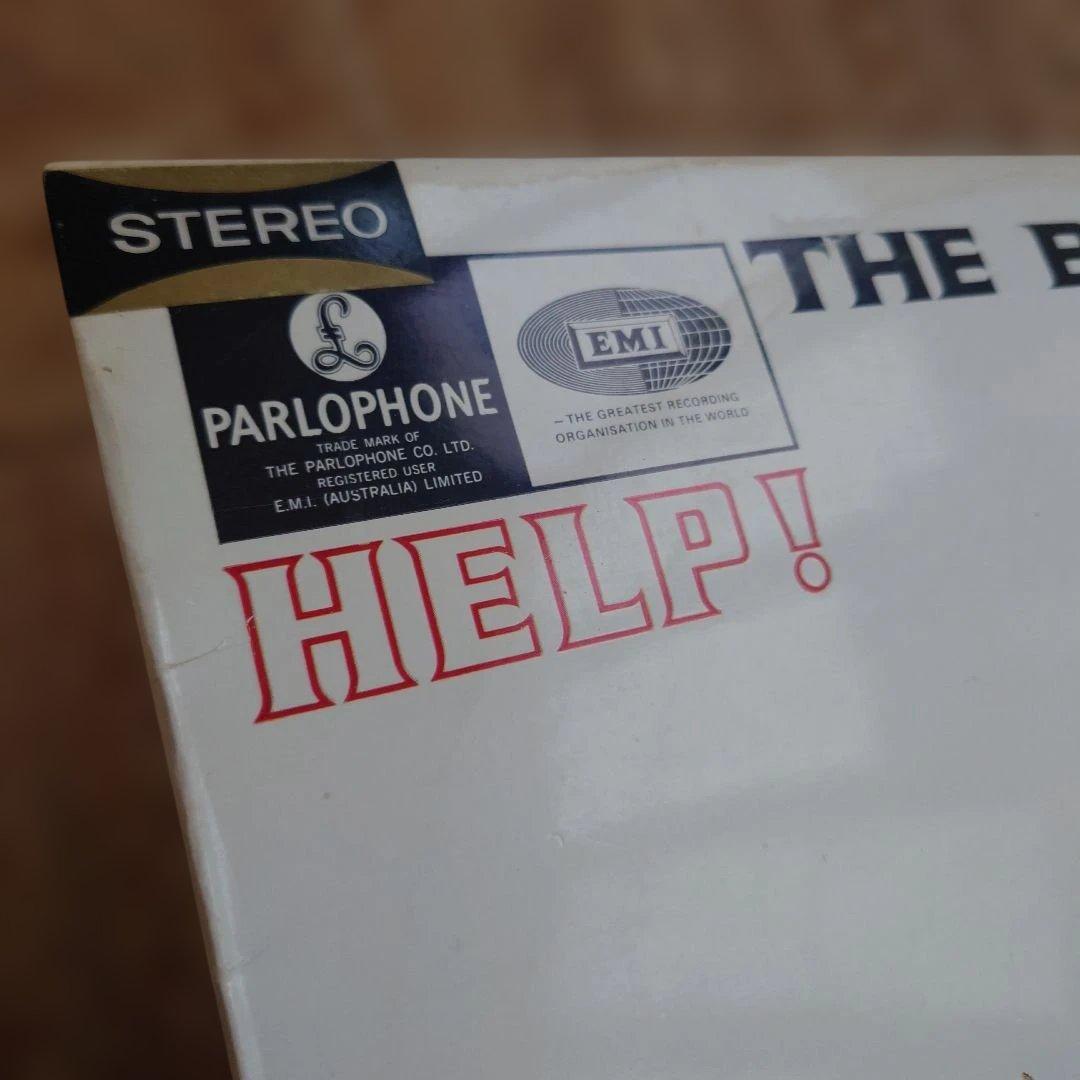 STEREO
THE B
£
PARLOPHONE
TRADE MARK OF
THE PARLOPHONE CO. LTD.
REGISTERED USER
E.M.I. (AUSTRALIA) LIMITED
EMI
—THE GREATEST RECORDING
ORGANISATION IN THE WORLD
HELP!